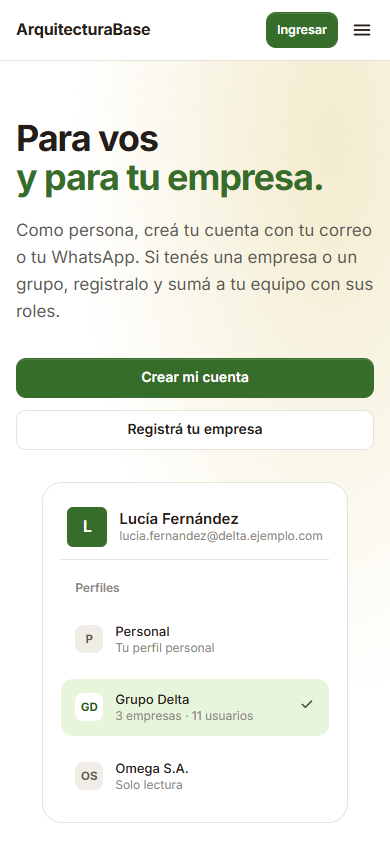 ArquitecturaBase
Ingresar
Para vos
y para tu empresa.
Como persona, creá tu cuenta con tu correo
o tu WhatsApp. Si tenés una empresa o un
grupo, registralo y sumá a tu equipo con sus
roles.
Crear mi cuenta
Registrá tu empresa
L
Lucía Fernández
lucia.fernandez@delta.ejemplo.com
Perfiles
P
Personal
Tu perfil personal
GD
Grupo Delta
3 empresas · 11 usuarios
OS
Omega S.A.
Solo lectura